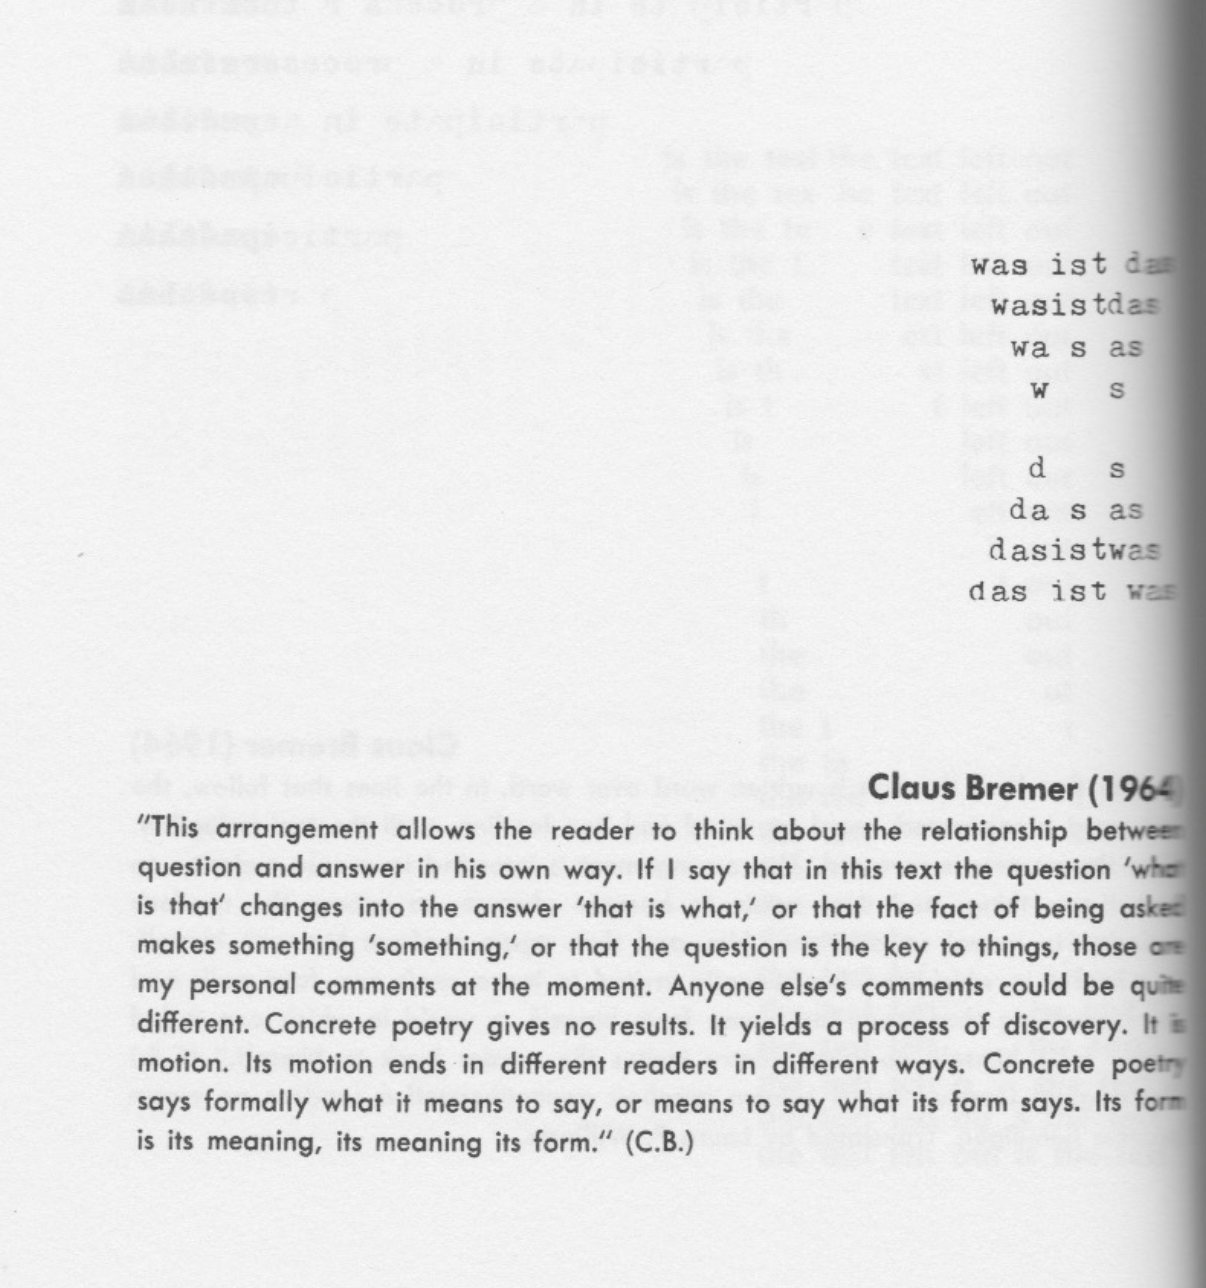 was ist das
wasistdas
wa s as
w   s
d   s
da s as
dasistwas
das ist was
Claus Bremer (1964)
"This arrangement allows the reader to think about the relationship between
question and answer in his own way. If I say that in this text the question 'what
is that' changes into the answer 'that is what,' or that the fact of being asked
makes something 'something,' or that the question is the key to things, those are
my personal comments at the moment. Anyone else's comments could be quite
different. Concrete poetry gives no results. It yields a process of discovery. It is
motion. Its motion ends in different readers in different ways. Concrete poetry
says formally what it means to say, or means to say what its form says. Its form
is its meaning, its meaning its form." (C.B.)